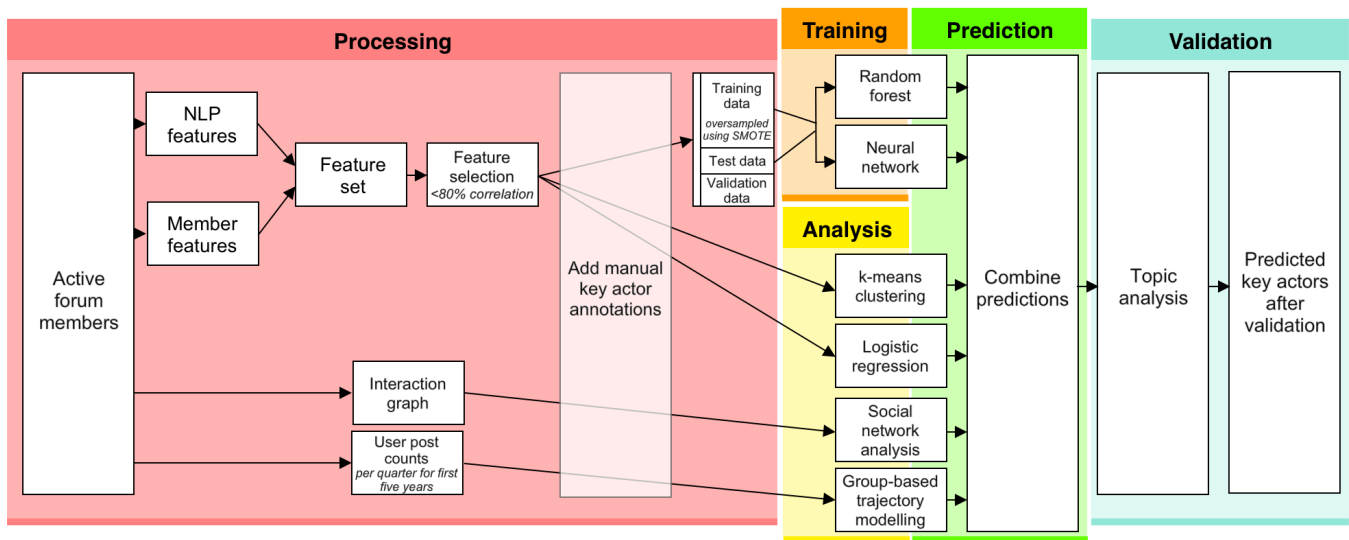 Processing
Training
Prediction
Validation
Active
forum
members
NLP
features
Member
features
Feature
set
Feature
selection
<80% correlation
Interaction
graph
User post
counts
per quarter for first
five years
Add manual
key actor
annotations
Training
data
oversampled
using SMOTE
Test data
Validation
data
Random
forest
Neural
network
Analysis
k-means
clustering
Logistic
regression
Social
network
analysis
Group-based
trajectory
modelling
Combine
predictions
Topic
analysis
Predicted
key actors
after
validation